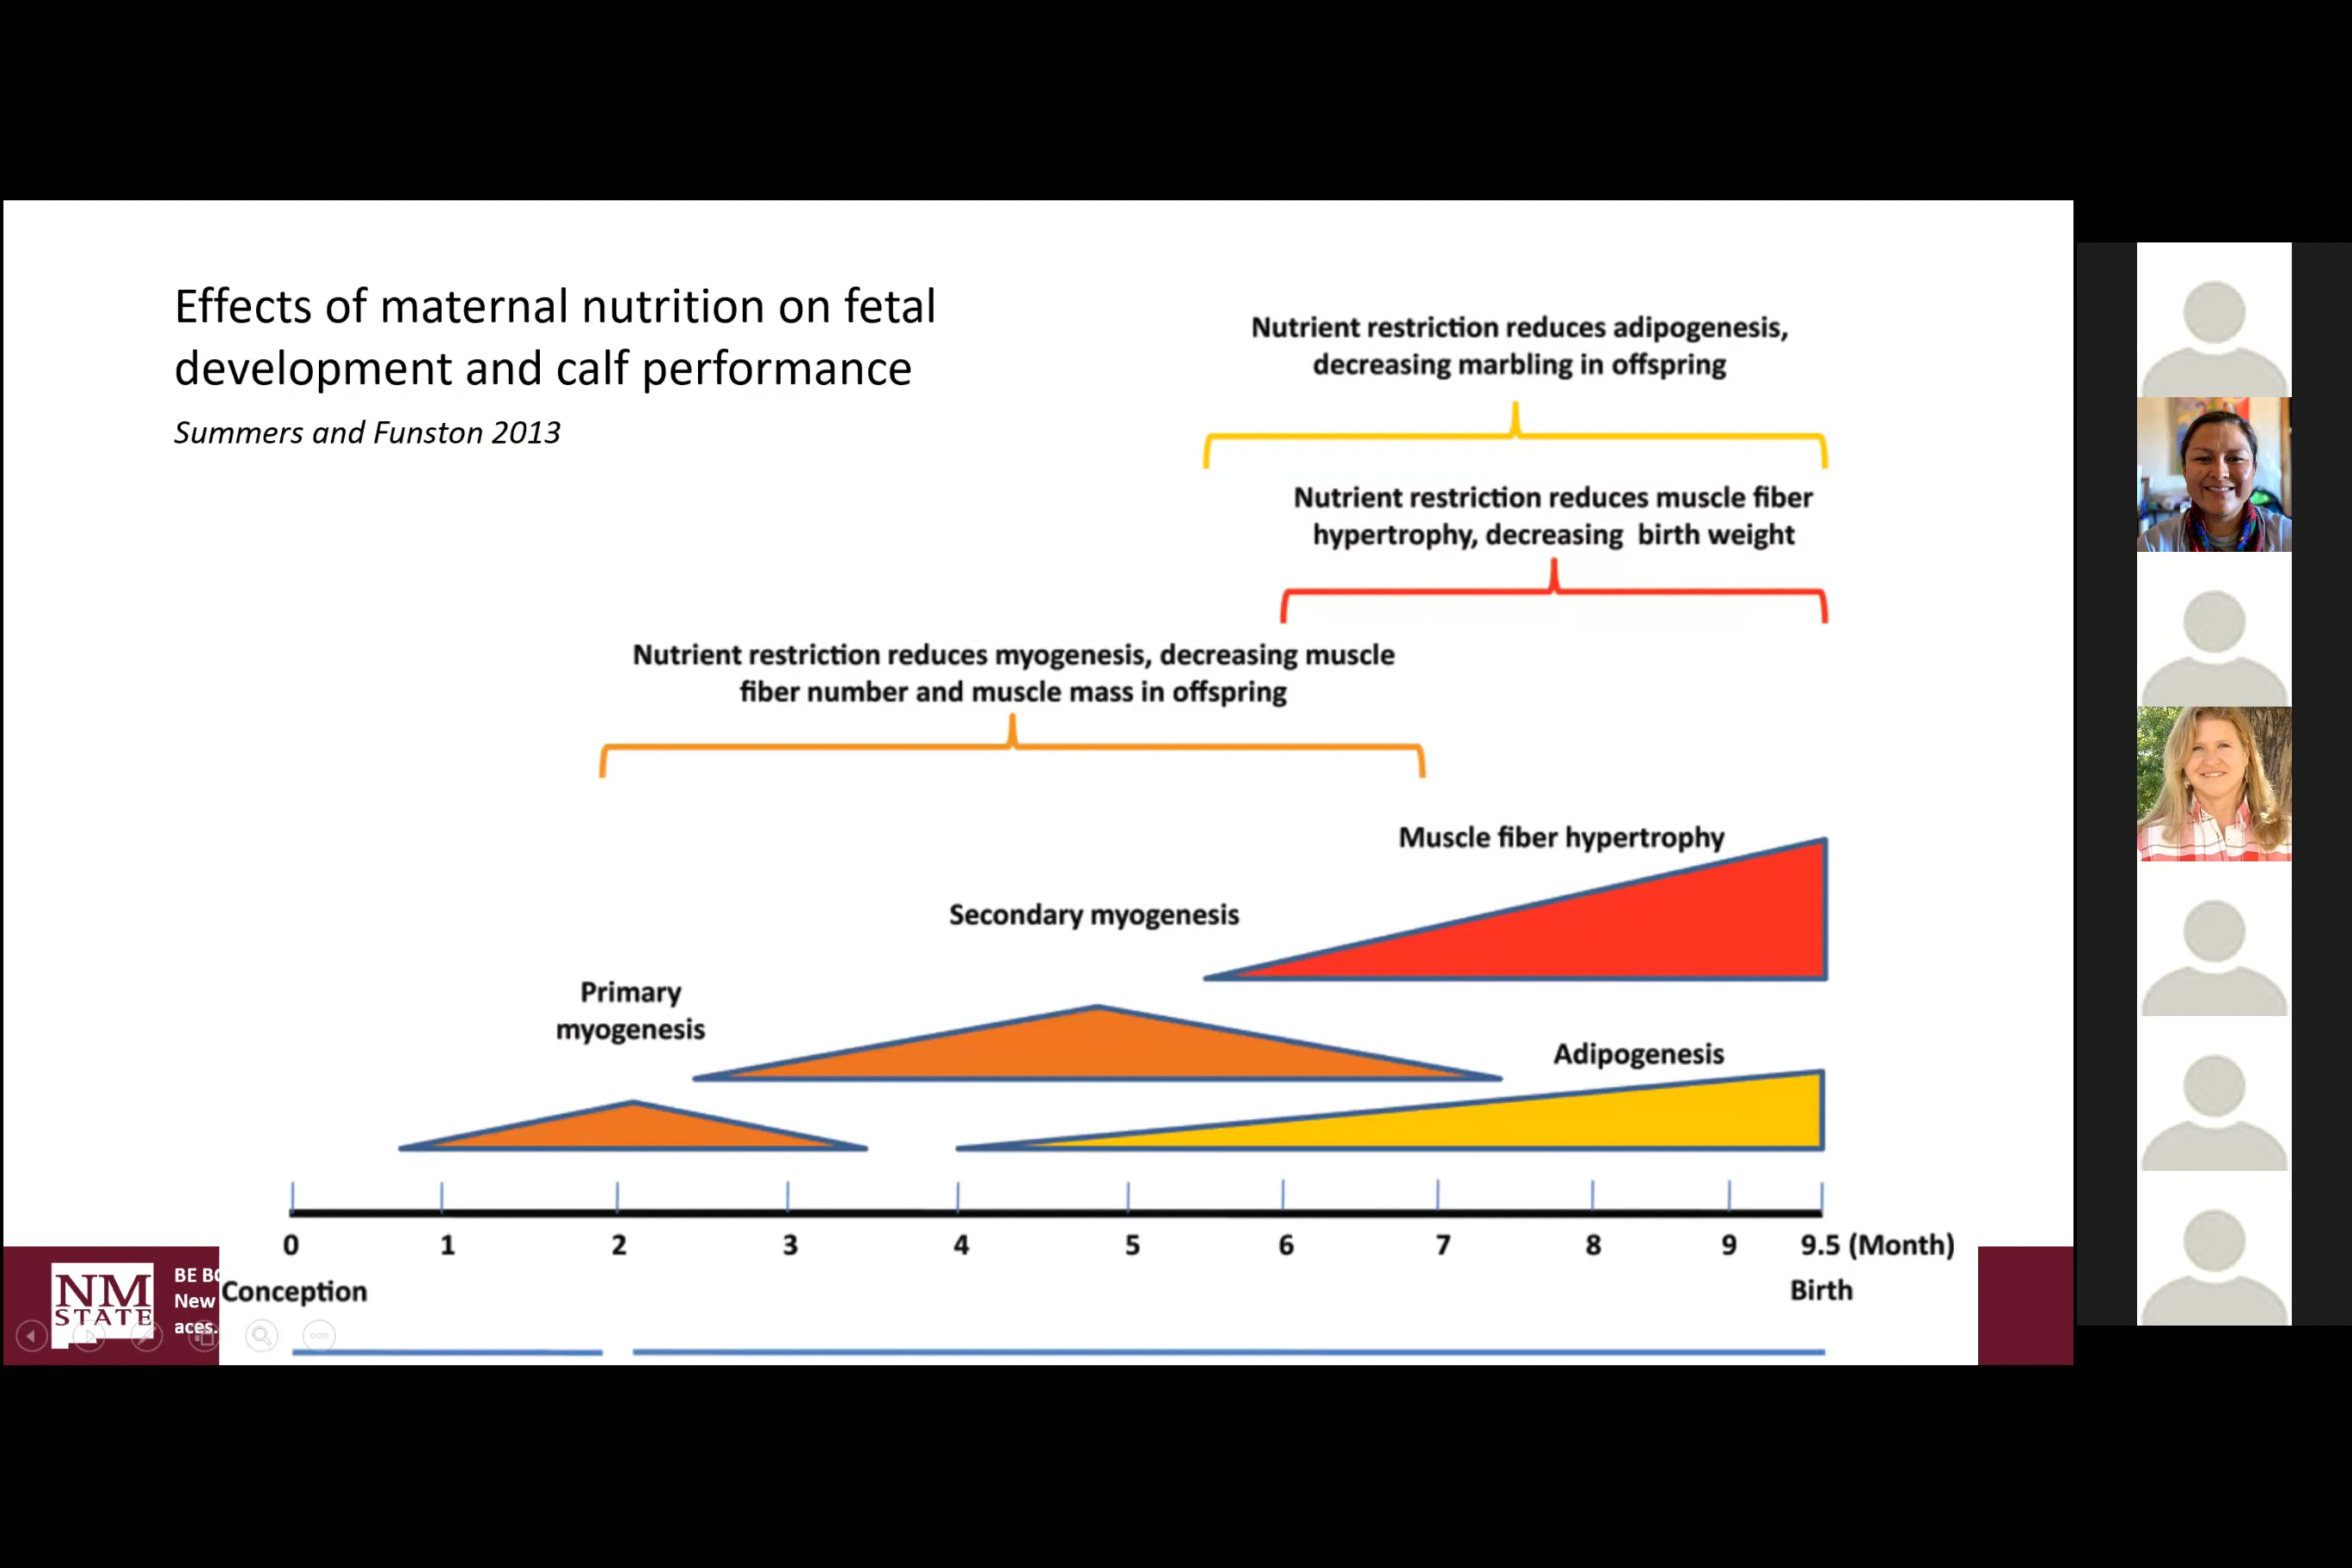 Effects of maternal nutrition on fetal
development and calf performance
Summers and Funston 2013
Nutrient restriction reduces adipogenesis,
decreasing marbling in offspring
Nutrient restriction reduces muscle fiber
hypertrophy, decreasing birth weight
Nutrient restriction reduces myogenesis, decreasing muscle
fiber number and muscle mass in offspring
Muscle fiber hypertrophy
Secondary myogenesis
Primary
myogenesis
Adipogenesis
0 1 2 3 4 5 6 7 8 9 9.5 (Month)
Conception
Birth
NM
STATE
BE
New
aces.